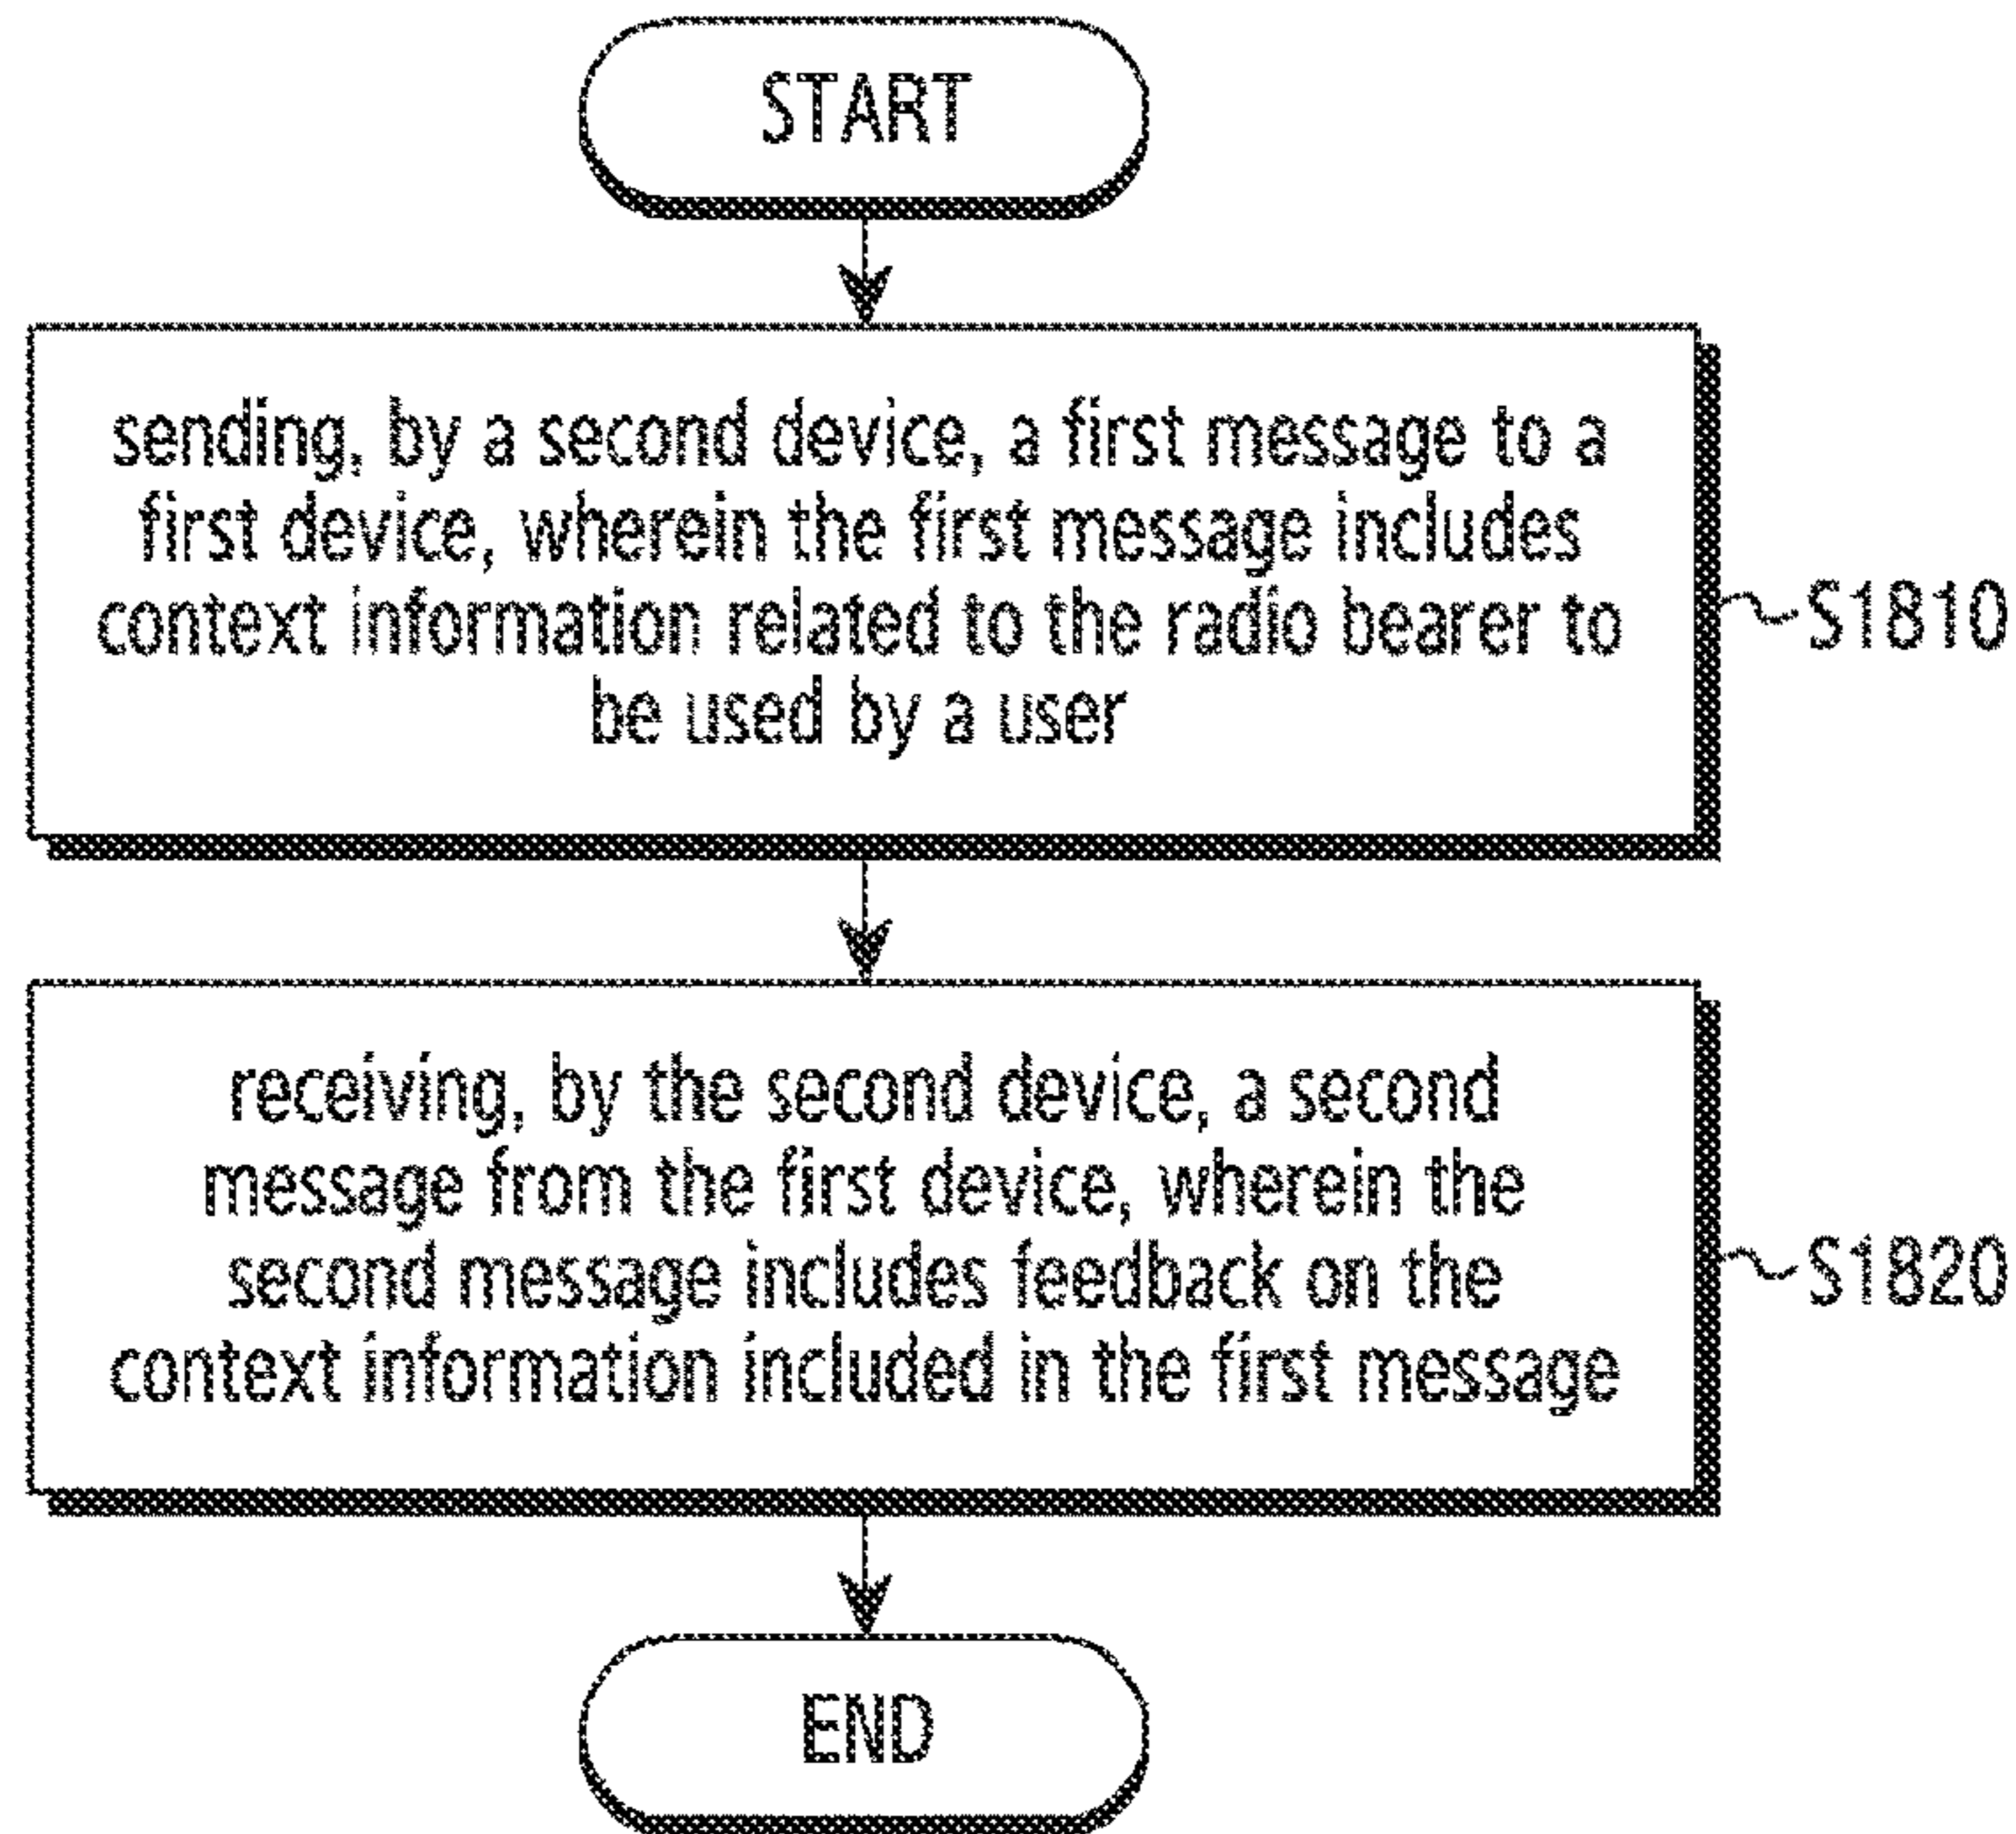 START
sending, by a second device, a first message to a
first device, wherein the first message includes
context information related to the radio bearer to
be used by a user
S1810
receiving, by the second device, a second
message from the first device, wherein the
second message includes feedback on the
context information included in the first message
S1820
END